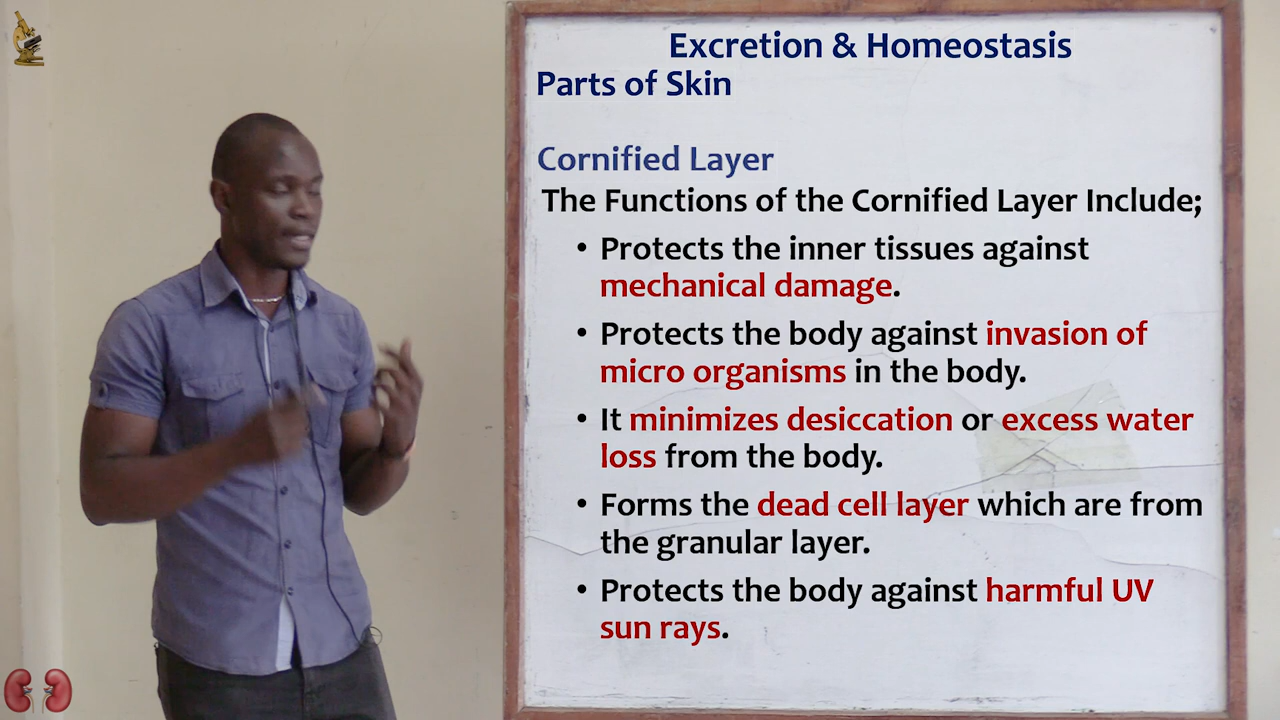 Excretion & Homeostasis
Parts of Skin
Cornified Layer
The Functions of the Cornified Layer Include;
• Protects the inner tissues against
mechanical damage.
• Protects the body against invasion of
micro organisms in the body.
• It minimizes desiccation or excess water
loss from the body.
• Forms the dead cell layer which are from
the granular layer.
• Protects the body against harmful UV
sun rays.